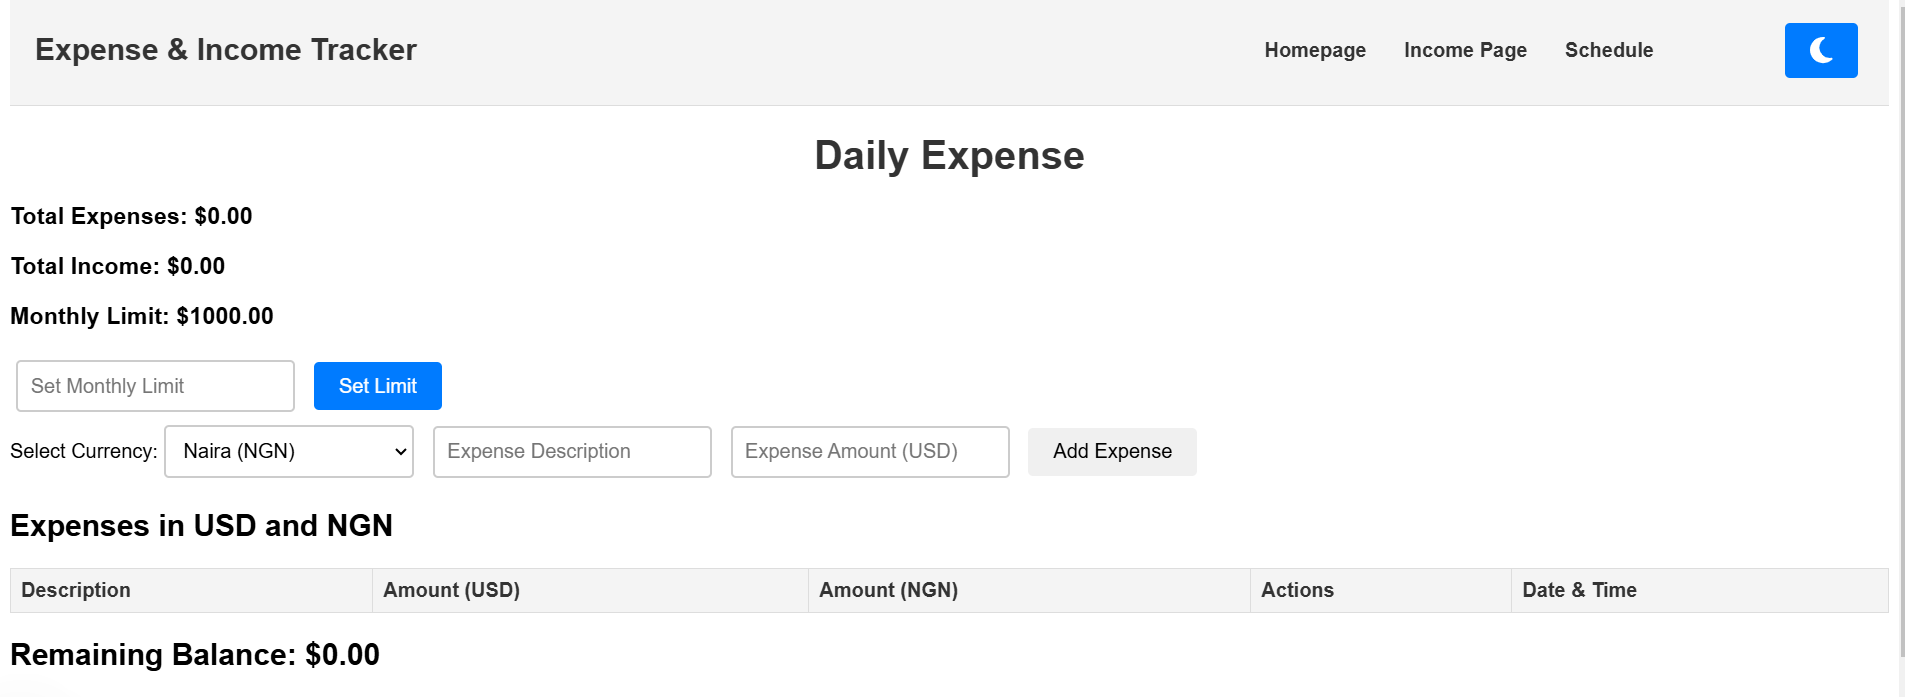 Expense & Income Tracker Homepage Income Page Schedule
Daily Expense
Total Expenses: $0.00
Total Income: $0.00
Monthly Limit: $1000.00
Set Monthly Limit Set Limit
Select Currency: Naira (NGN) Expense Description Expense Amount (USD) Add Expense
Expenses in USD and NGN
Description Amount (USD) Amount (NGN) Actions Date & Time
Remaining Balance: $0.00